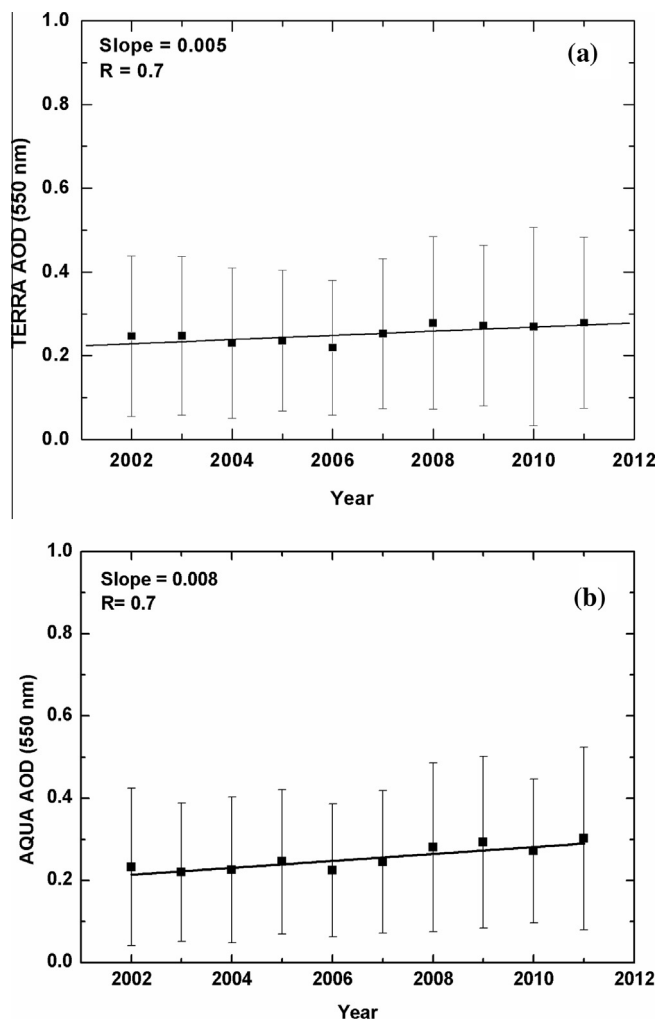 Slope = 0.005
R = 0.7
(a)
TERRA AOD (550 nm)
1.0
0.8
0.6
0.4
0.2
0.0
2002 2004 2006 2008 2010 2012
Year
Slope = 0.008
R= 0.7
(b)
AQUA AOD (550 nm)
1.0
0.8
0.6
0.4
0.2
0.0
2002 2004 2006 2008 2010 2012
Year